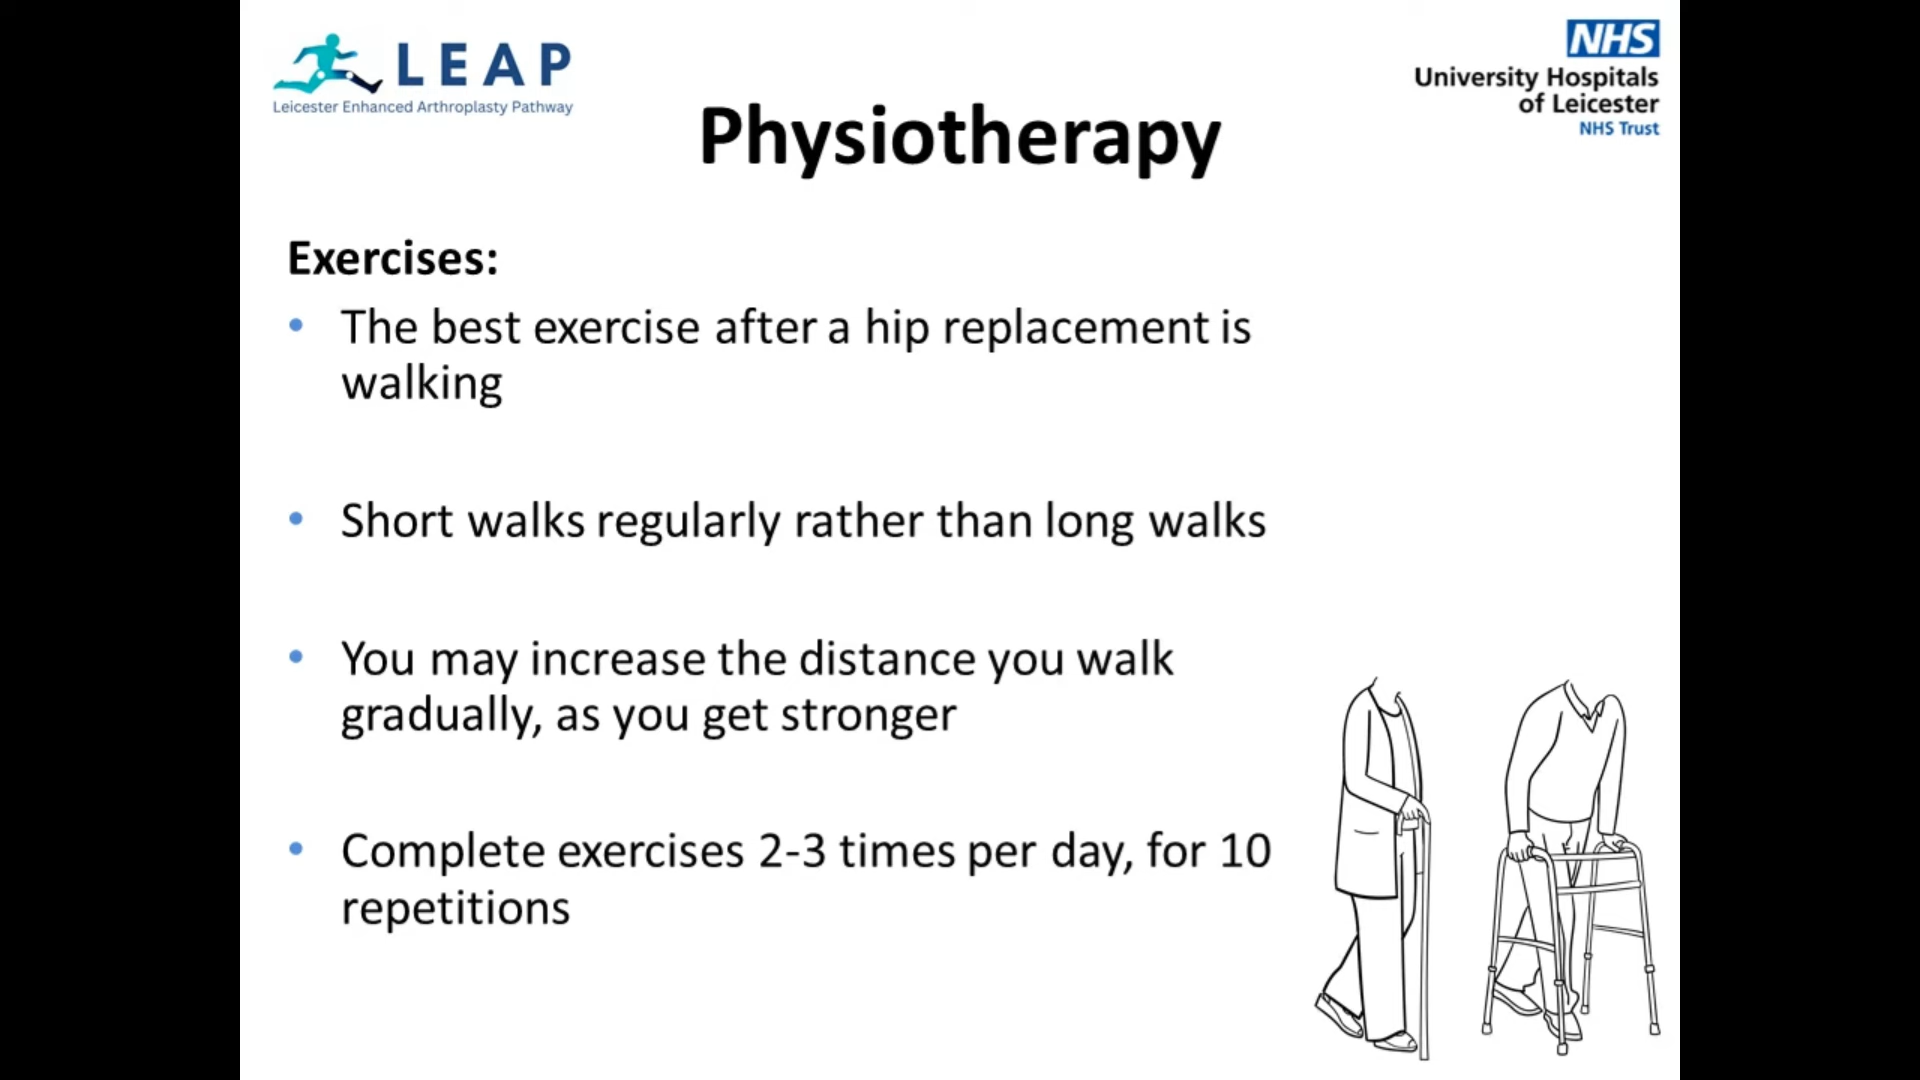 LEAP
Leicester Enhanced Arthroplasty Pathway
NHS
University Hospitals
of Leicester
NHS Trust
Physiotherapy
Exercises:
• The best exercise after a hip replacement is
walking
• Short walks regularly rather than long walks
• You may increase the distance you walk
gradually, as you get stronger
• Complete exercises 2-3 times per day, for 10
repetitions